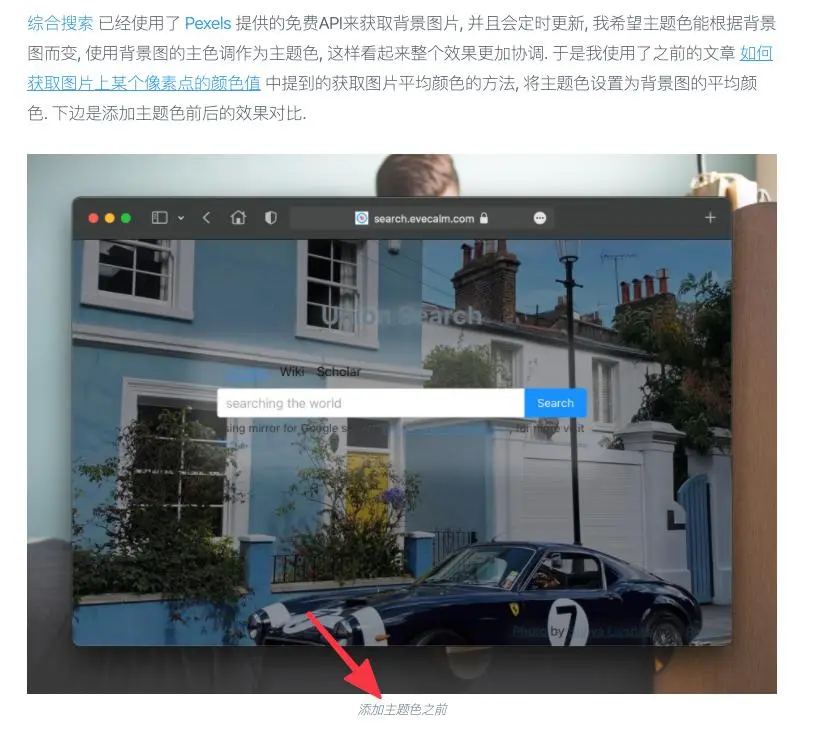 综合搜索 已经使用了 Pexels 提供的免费API来获取背景图片, 并且会定时更新, 我希望主题色能根据背景
图而变, 使用背景图的主色调作为主题色, 这样看起来整个效果更加协调. 于是我使用了之前的文章 如何
获取图片上某个像素点的颜色值 中提到的获取图片平均颜色的方法, 将主题色设置为背景图的平均颜
色. 下边是添加主题色前后的效果对比.
search.evecalm.com
Union Search
Wiki Scholar
searching the world Search
mirror for Google
7
Photo by
添加主题色之前